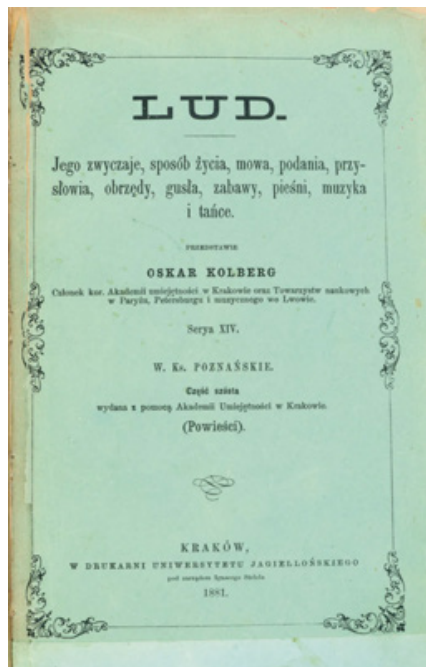 LUD.
Jego zwyczaje, sposób życia, mowa, podania, przy-
słowia, obrzędy, gusła, zabawy, pieśni, muzyka
i tańce.
PRZEDSTAWIŁ
OSKAR KOLBERG
Członek kor. Akademii umiejętności w Krakowie oraz Towarzystw naukowych
w Paryżu, Petersburgu i muzycznego we Lwowie.
Serya XIV.
W. Ks. POZNAŃSKIE.
Część szósta
wydana z pomocą Akademii Umiejętności w Krakowie.
(Powieści).
KRAKÓW,
W DRUKARNI UNIWERSYTETU JAGIELLOŃSKIEGO
pod zarządem Ignacego Stelcla
1881.